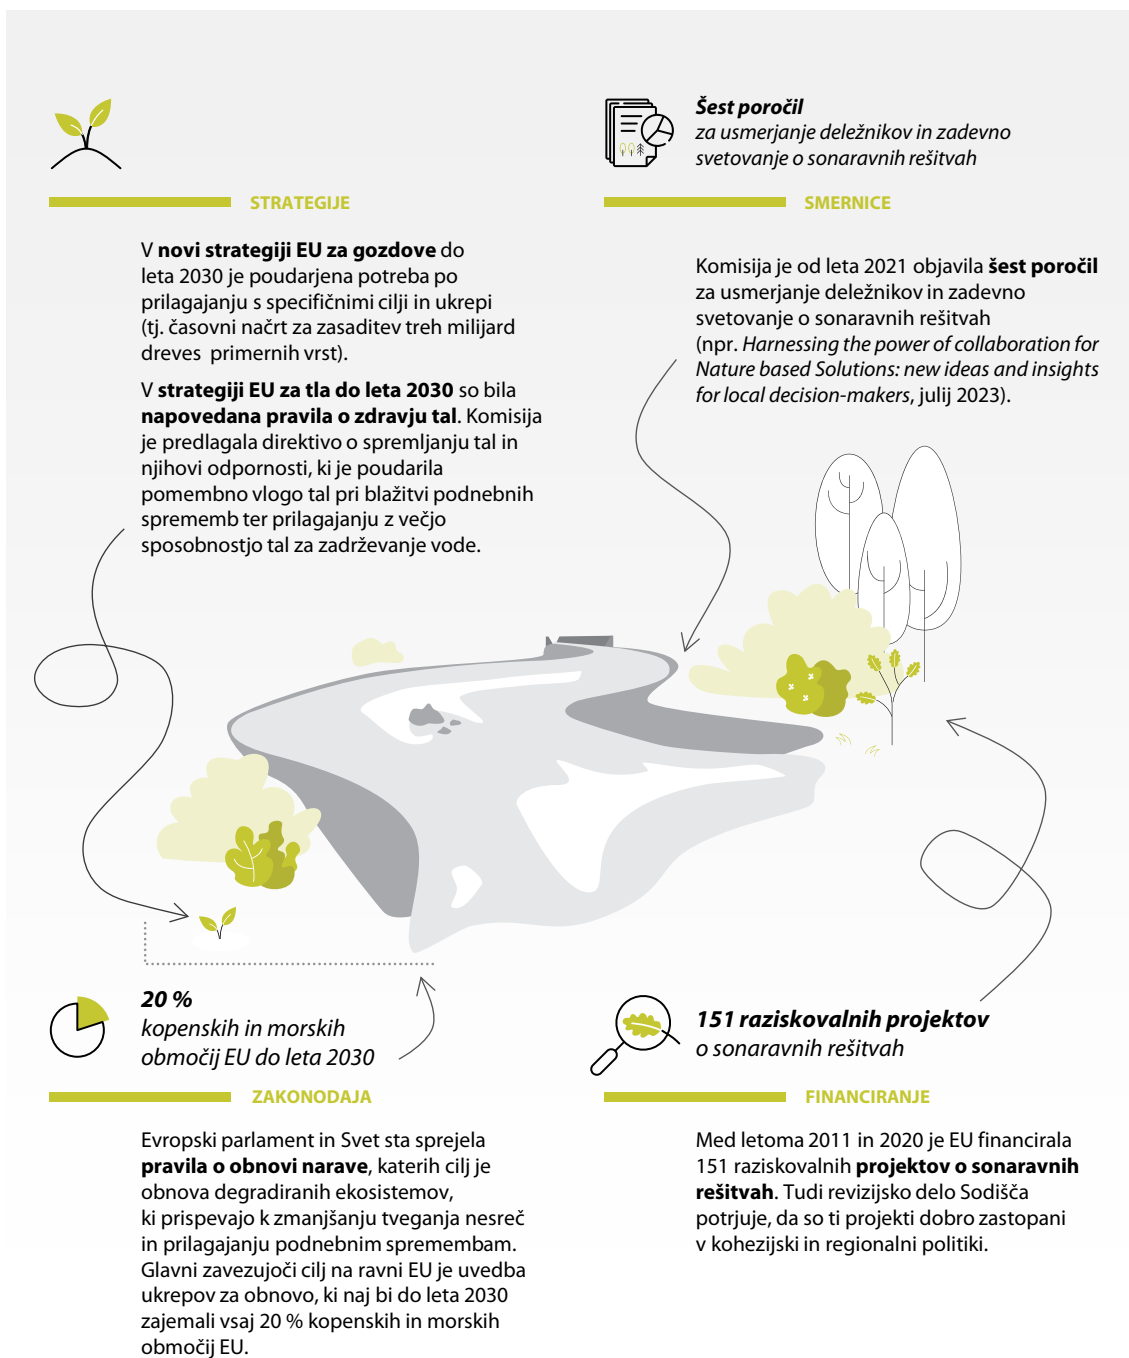 STRATEGIJE
V novi strategiji EU za gozdove do
leta 2030 je poudarjena potreba po
prilagajanju s specifičnimi cilji in ukrepi
(tj. časovni načrt za zasaditev treh milijard
dreves primernih vrst).
V strategiji EU za tla do leta 2030 so bila
napovedana pravila o zdravju tal. Komisija
je predlagala direktivo o spremljanju tal in
njihovi odpornosti, ki je poudarila
pomembno vlogo tal pri blažitvi podnebnih
sprememb ter prilagajanju z večjo
sposobnostjo tal za zadrževanje vode.
Šest poročil
za usmerjanje deležnikov in zadevno
svetovanje o sonaravnih rešitvah
SMERNICE
Komisija je od leta 2021 objavila šest poročil
za usmerjanje deležnikov in zadevno
svetovanje o sonaravnih rešitvah
(npr. Harnessing the power of collaboration for
Nature based Solutions: new ideas and insights
for local decision-makers, julij 2023).
20 %
kopenskih in morskih
območij EU do leta 2030
ZAKONODAJA
Evropski parlament in Svet sta sprejela
pravila o obnovi narave, katerih cilj je
obnova degradiranih ekosistemov,
ki prispevajo k zmanjšanju tveganja nesreč
in prilagajanju podnebnim spremembam.
Glavni zavezujoči cilj na ravni EU je uvedba
ukrepov za obnovo, ki naj bi do leta 2030
zajemali vsaj 20 % kopenskih in morskih
območij EU.
151 raziskovalnih projektov
o sonaravnih rešitvah
FINANCIRANJE
Med letoma 2011 in 2020 je EU financirala
151 raziskovalnih projektov o sonaravnih
rešitvah. Tudi revizijsko delo Sodišča
potrjuje, da so ti projekti dobro zastopani
v kohezijski in regionalni politiki.